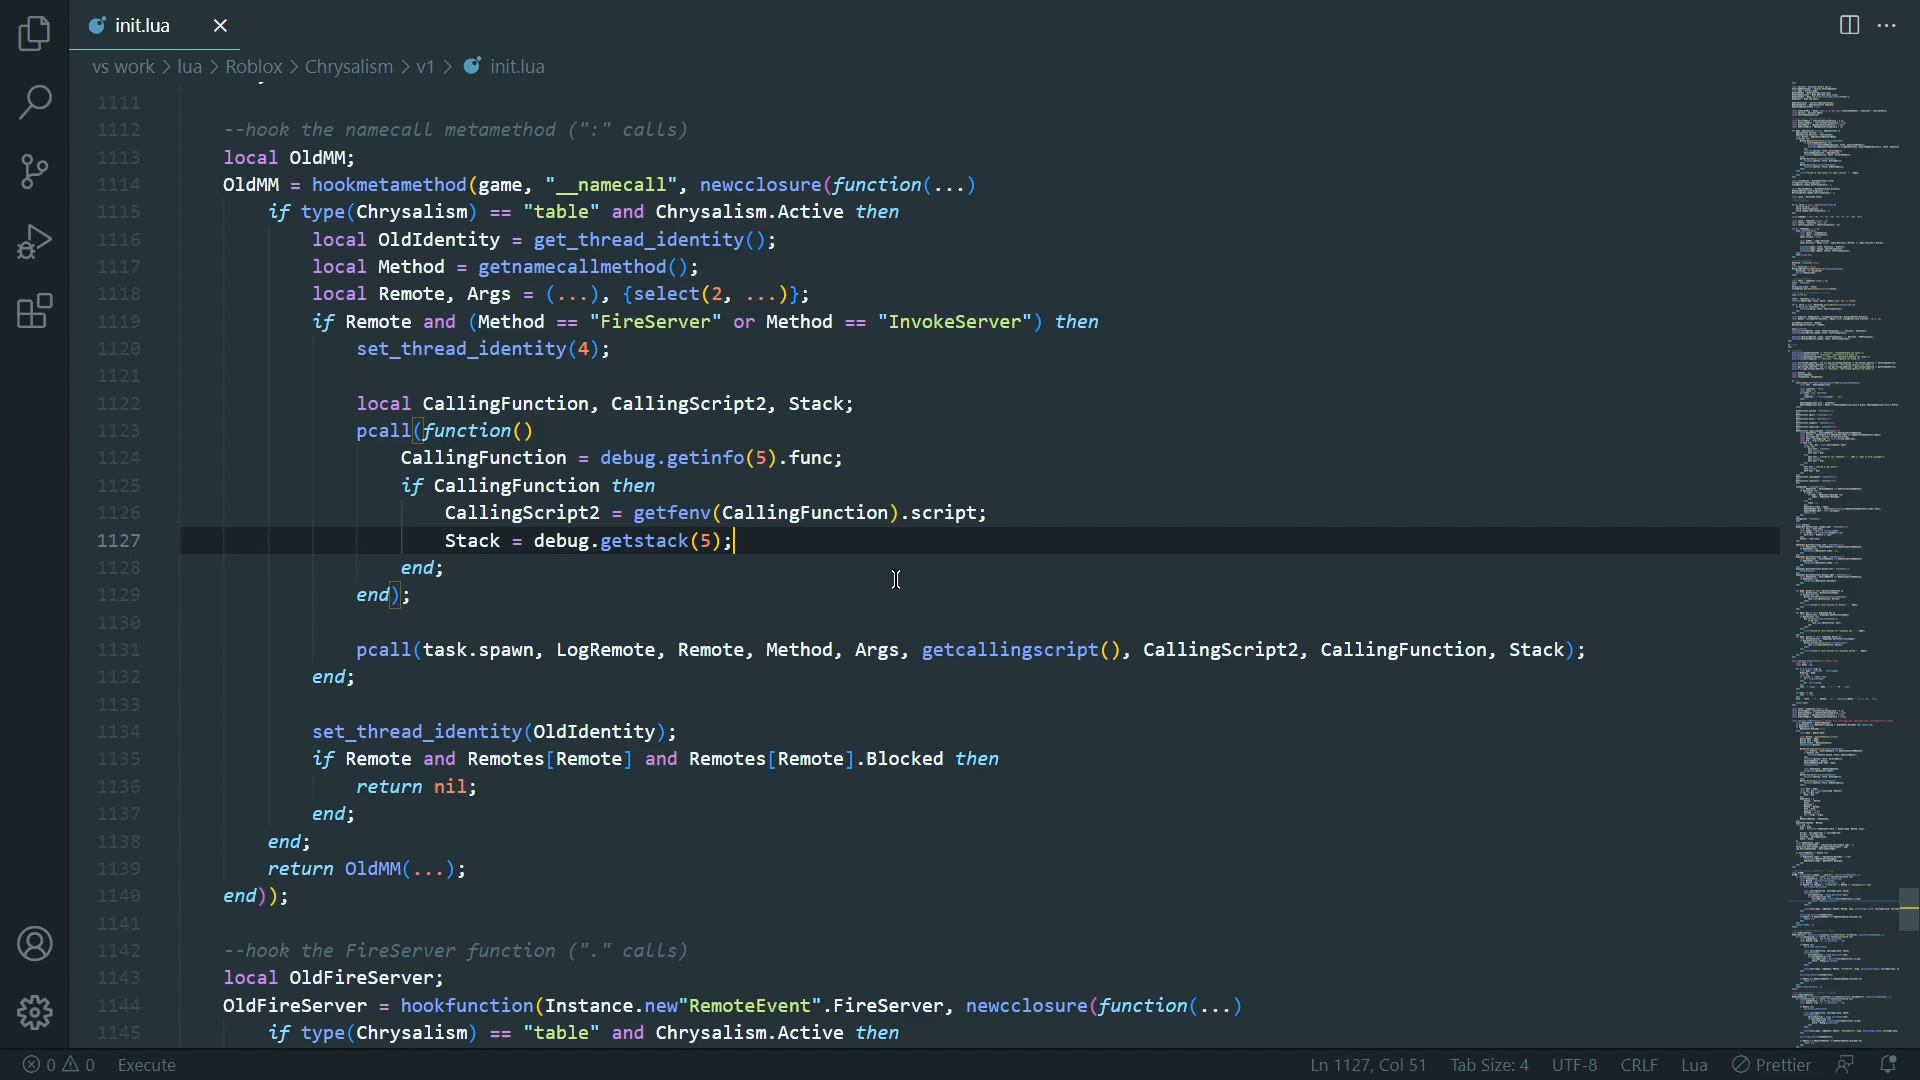 init.lua
vs work > lua > Roblox > Chrysalism > v1 > init.lua
1111
1112 --hook the namecall metamethod (":" calls)
1113 local OldMM;
1114 OldMM = hookmetamethod(game, "__namecall", newcclosure(function(...)
1115 if type(Chrysalism) == "table" and Chrysalism.Active then
1116 local OldIdentity = get_thread_identity();
1117 local Method = getnamecallmethod();
1118 local Remote, Args = (...), {select(2, ...)};
1119 if Remote and (Method == "FireServer" or Method == "InvokeServer") then
1120 set_thread_identity(4);
1121
1122 local CallingFunction, CallingScript2, Stack;
1123 pcall(function()
1124 CallingFunction = debug.getinfo(5).func;
1125 if CallingFunction then
1126 CallingScript2 = getfenv(CallingFunction).script;
1127 Stack = debug.getstack(5);
1128 end;
1129 end);
1130
1131 pcall(task.spawn, LogRemote, Remote, Method, Args, getcallingscript(), CallingScript2, CallingFunction, Stack);
1132 end;
1133
1134 set_thread_identity(OldIdentity);
1135 if Remote and Remotes[Remote] and Remotes[Remote].Blocked then
1136 return nil;
1137 end;
1138 end;
1139 return OldMM(...);
1140 end));
1141
1142 --hook the FireServer function ("." calls)
1143 local OldFireServer;
1144 OldFireServer = hookfunction(Instance.new"RemoteEvent".FireServer, newcclosure(function(...)
1145 if type(Chrysalism) == "table" and Chrysalism.Active then
0 0 Execute Ln 1127, Col 51 Tab Size: 4 UTF-8 CRLF Lua Prettier